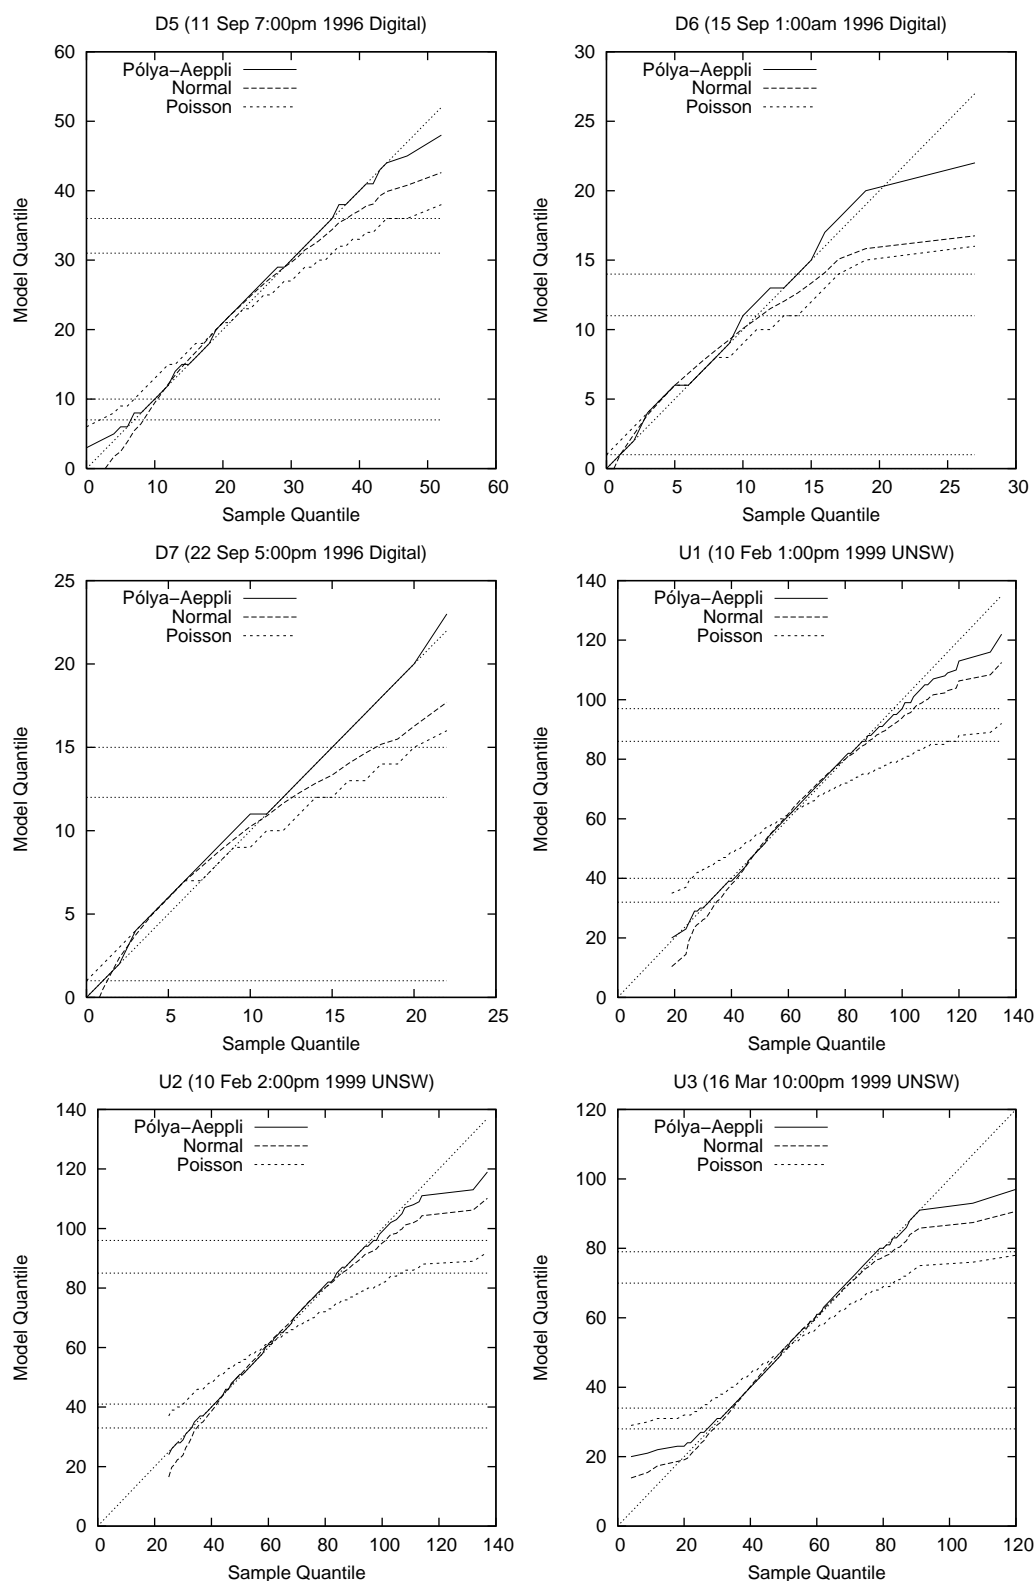 D5 (11 Sep 7:00pm 1996 Digital)
60
50
40
30
20
10
0
Model Quantile
Pólya−Aeppli
Normal
Poisson
0 10 20 30 40 50 60
Sample Quantile
D6 (15 Sep 1:00am 1996 Digital)
30
25
20
15
10
5
0
Model Quantile
Pólya−Aeppli
Normal
Poisson
0 5 10 15 20 25 30
Sample Quantile
D7 (22 Sep 5:00pm 1996 Digital)
25
20
15
10
5
0
Model Quantile
Pólya−Aeppli
Normal
Poisson
0 5 10 15 20 25
Sample Quantile
U1 (10 Feb 1:00pm 1999 UNSW)
140
120
100
80
60
40
20
0
Model Quantile
Pólya−Aeppli
Normal
Poisson
0 20 40 60 80 100 120 140
Sample Quantile
U2 (10 Feb 2:00pm 1999 UNSW)
140
120
100
80
60
40
20
0
Model Quantile
Pólya−Aeppli
Normal
Poisson
0 20 40 60 80 100 120 140
Sample Quantile
U3 (16 Mar 10:00pm 1999 UNSW)
120
100
80
60
40
20
0
Model Quantile
Pólya−Aeppli
Normal
Poisson
0 20 40 60 80 100 120
Sample Quantile